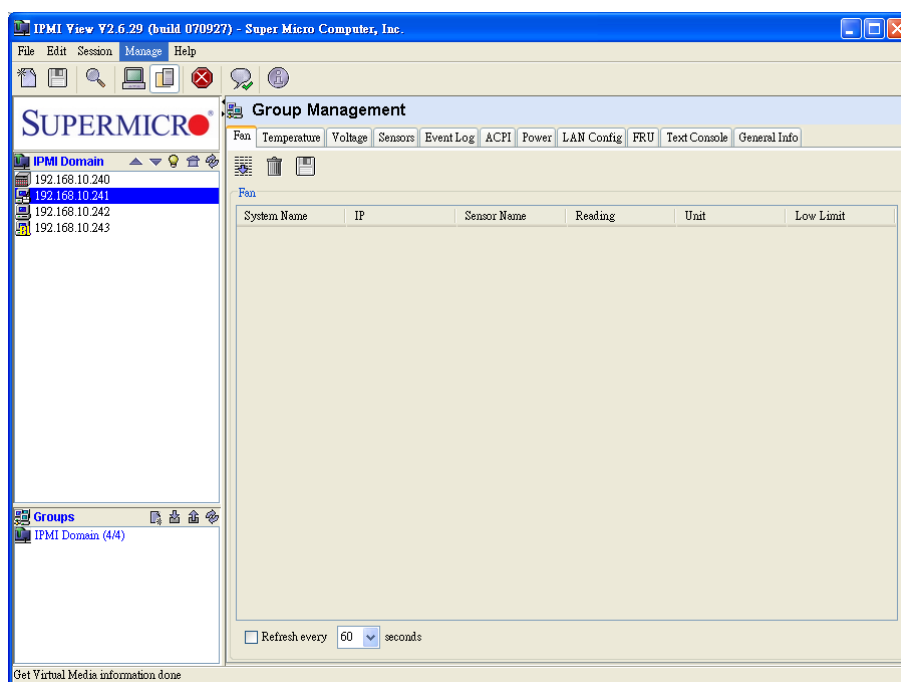 IPMI View V2.6.29 (build 070927) - Super Micro Computer, Inc.
File Edit Session Manage Help
SUPERMICRO
Group Management
Fan Temperature Voltage Sensors Event Log ACPI Power LAN Config FRU Text Console General Info
IPMI Domain
192.168.10.240
192.168.10.241
192.168.10.242
192.168.10.243
Fan
System Name IP Sensor Name Reading Unit Low Limit
Groups
IPMI Domain (4/4)
Refresh every 60 seconds
Get Virtual Media information done